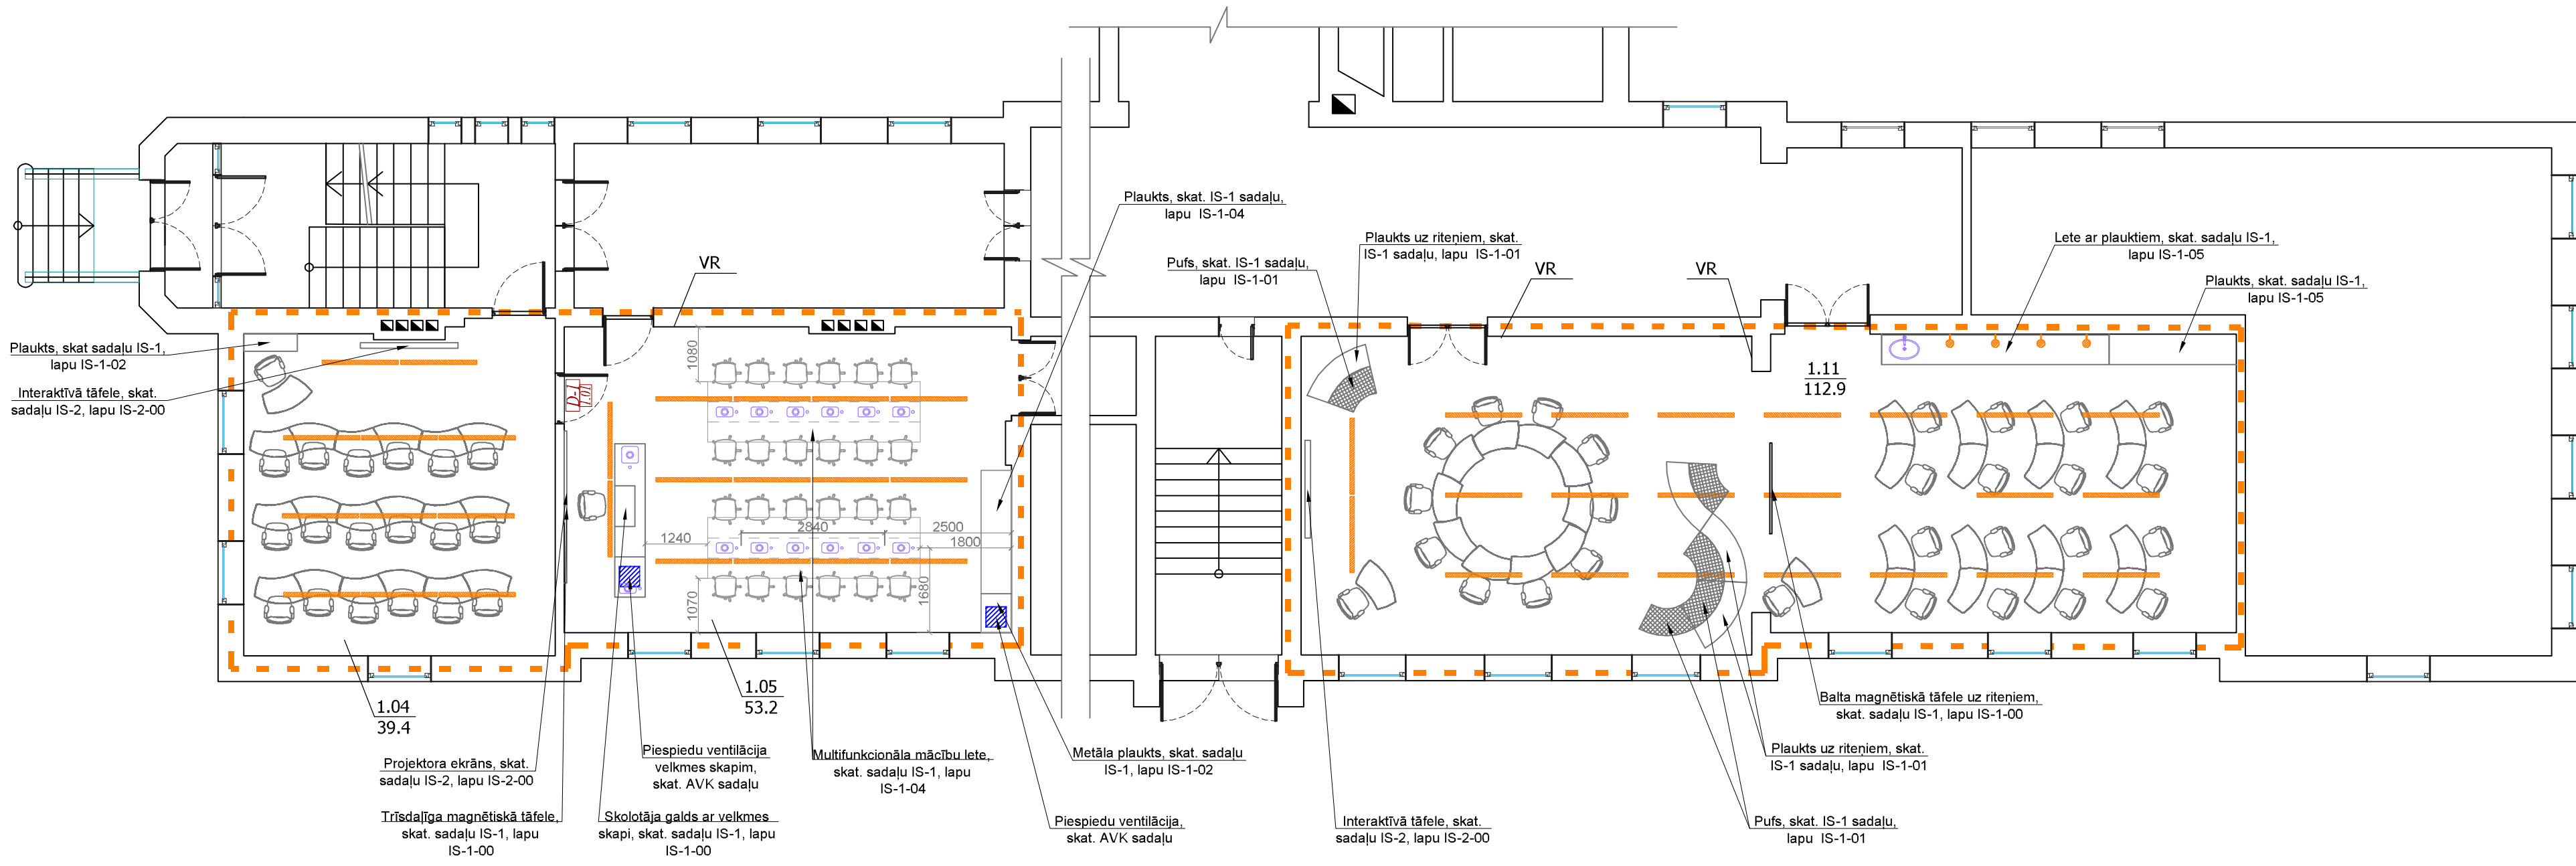 Plaukts, skat. IS-1 sadaļu,
lapu IS-1-04
Plaukts uz riteņiem, skat.
IS-1 sadaļu, lapu IS-1-01
Pufs, skat. IS-1 sadaļu,
lapu IS-1-01
VR
VR
VR
Lete ar plauktiem, skat. sadaļu IS-1,
lapu IS-1-05
Plaukts, skat. sadaļu IS-1,
lapu IS-1-05
Plaukts, skat sadaļu IS-1,
lapu IS-1-02
Interaktīvā tāfele, skat.
sadaļu IS-2, lapu IS-2-00
D-1
1.01
1080
1.11
112.9
2840
2500
1240
1800
1070
1680
1.04
39.4
1.05
53.2
Projektora ekrāns, skat.
sadaļu IS-2, lapu IS-2-00
Trīsdaļīga magnētiskā tāfele,
skat. sadaļu IS-1, lapu
IS-1-00
Piespiedu ventilācija
velkmes skapim,
skat. AVK sadaļu
Skolotāja galds ar velkmes
skapi, skat. sadaļu IS-1, lapu
IS-1-00
Multifunkcionāla mācību lete,
skat. sadaļu IS-1, lapu
IS-1-04
Metāla plaukts, skat. sadaļu
IS-1, lapu IS-1-02
Piespiedu ventilācija,
skat. AVK sadaļu
Interaktīvā tāfele, skat.
sadaļu IS-2, lapu IS-2-00
Balta magnētiskā tāfele uz riteņiem,
skat. sadaļu IS-1, lapu IS-1-00
Plaukts uz riteņiem, skat.
IS-1 sadaļu, lapu IS-1-01
Pufs, skat. IS-1 sadaļu,
lapu IS-1-01